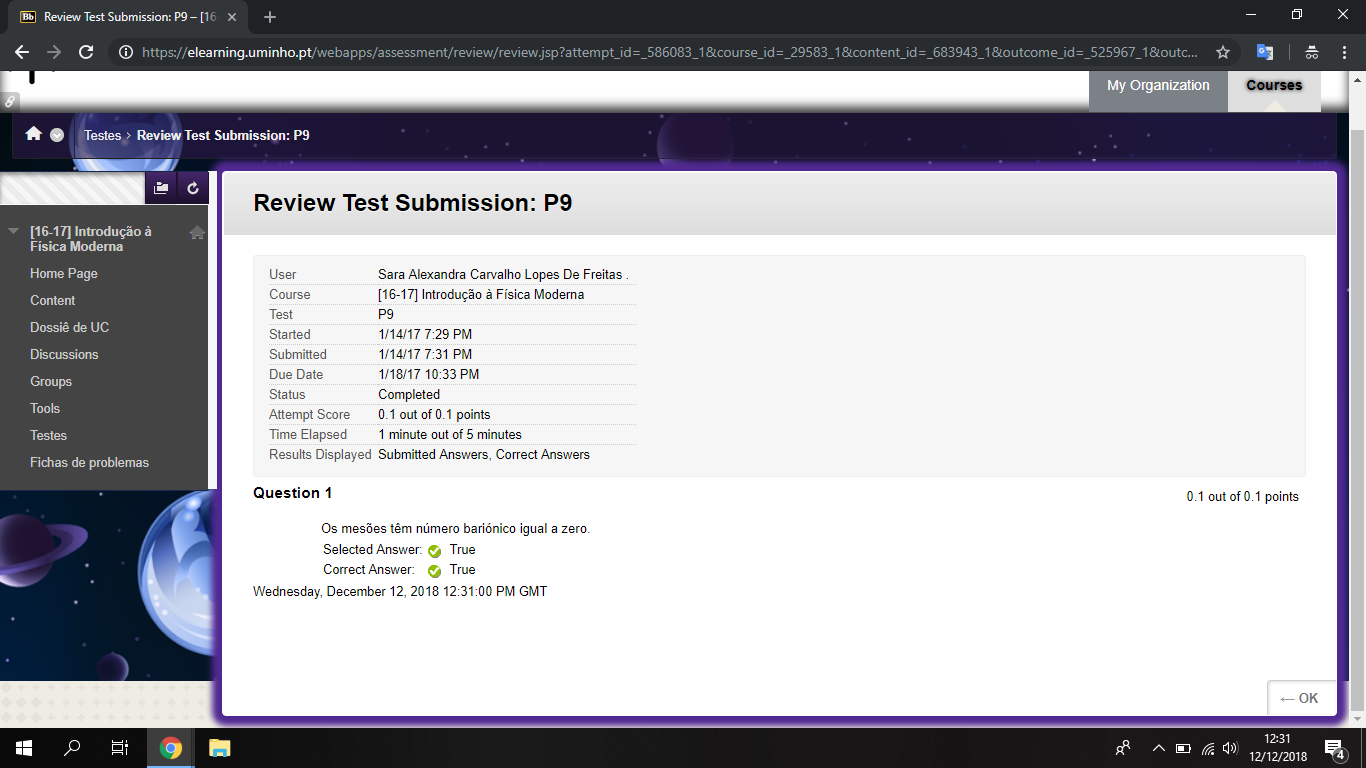 Bb Review Test Submission: P9 – [16
https://elearning.uminho.pt/webapps/assessment/review/review.jsp?attempt_id=_586083_1&course_id=_29583_1&content_id=_683943_1&outcome_id=_525967_1&outc...
My Organization Courses
Testes > Review Test Submission: P9
[16-17] Introdução à
Física Moderna
Home Page
Content
Dossiê de UC
Discussions
Groups
Tools
Testes
Fichas de problemas
Review Test Submission: P9
User Sara Alexandra Carvalho Lopes De Freitas .
Course [16-17] Introdução à Física Moderna
Test P9
Started 1/14/17 7:29 PM
Submitted 1/14/17 7:31 PM
Due Date 1/18/17 10:33 PM
Status Completed
Attempt Score 0.1 out of 0.1 points
Time Elapsed 1 minute out of 5 minutes
Results Displayed Submitted Answers, Correct Answers
Question 1
0.1 out of 0.1 points
Os mesões têm número bariónico igual a zero.
Selected Answer: True
Correct Answer: True
Wednesday, December 12, 2018 12:31:00 PM GMT
← OK
12:31
12/12/2018
4